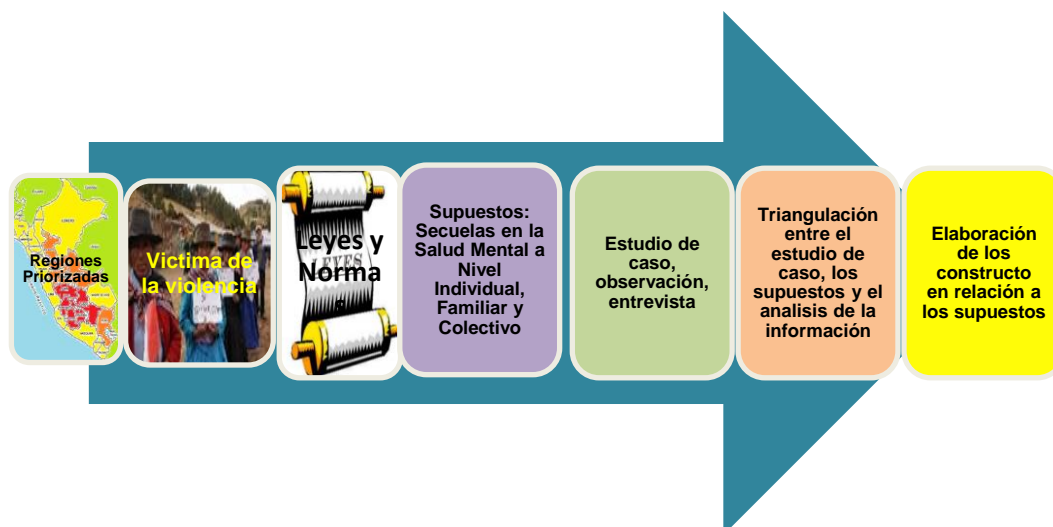 Regiones
Priorizadas
Victima de
la violencia
Leyes y
Norma
s
LEYES
Supuestos:
Secuelas en la
Salud Mental a
Nivel
Individual,
Familiar y
Colectivo
Estudio de
caso,
observación,
entrevista
Triangulación
entre el
estudio de
caso, los
supuestos y el
analisis de la
información
Elaboración
de los
constructo
en relación a
los supuestos